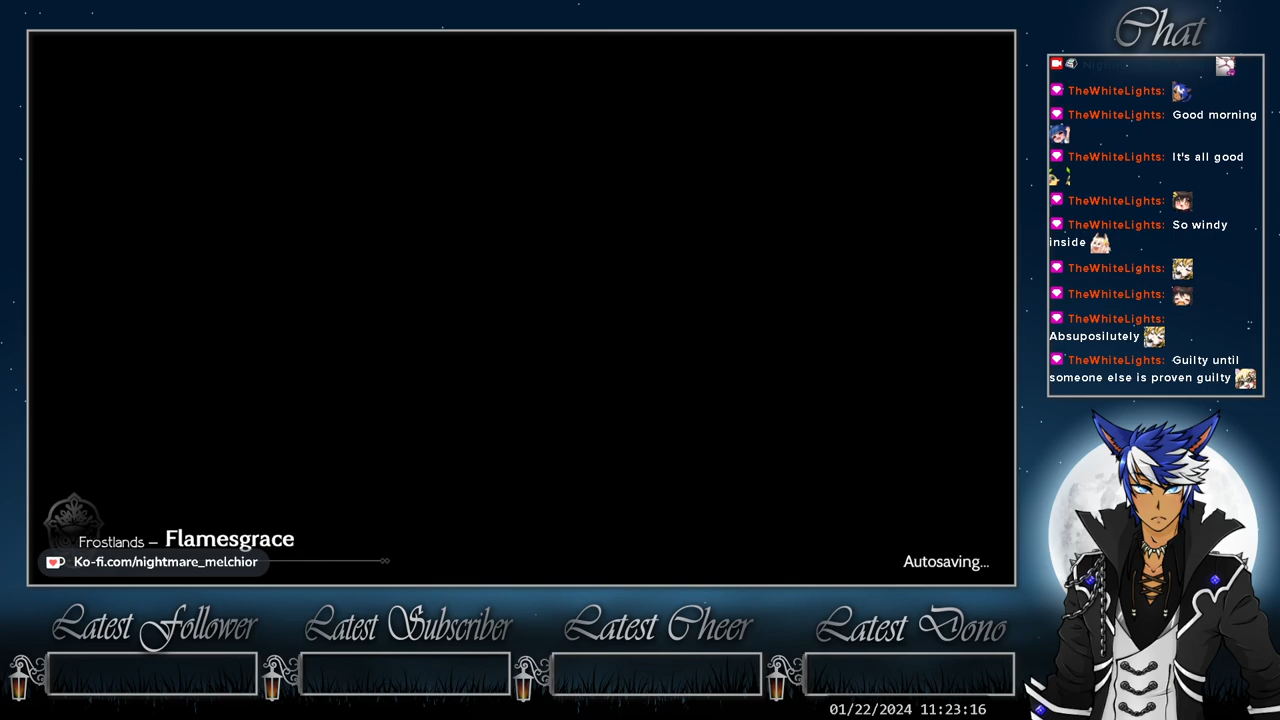 Chat
TheWhiteLights:
TheWhiteLights: Good morning
TheWhiteLights: It's all good
TheWhiteLights:
TheWhiteLights: So windy
inside
TheWhiteLights:
TheWhiteLights:
TheWhiteLights:
Absuposilutely
TheWhiteLights: Guilty until
someone else is proven guilty
Frostlands – Flamesgrace
Ko-fi.com/nightmare_melchior
Autosaving...
Latest Follower
Latest Subscriber
Latest Cheer
Latest Dono
01/22/2024 11:23:16